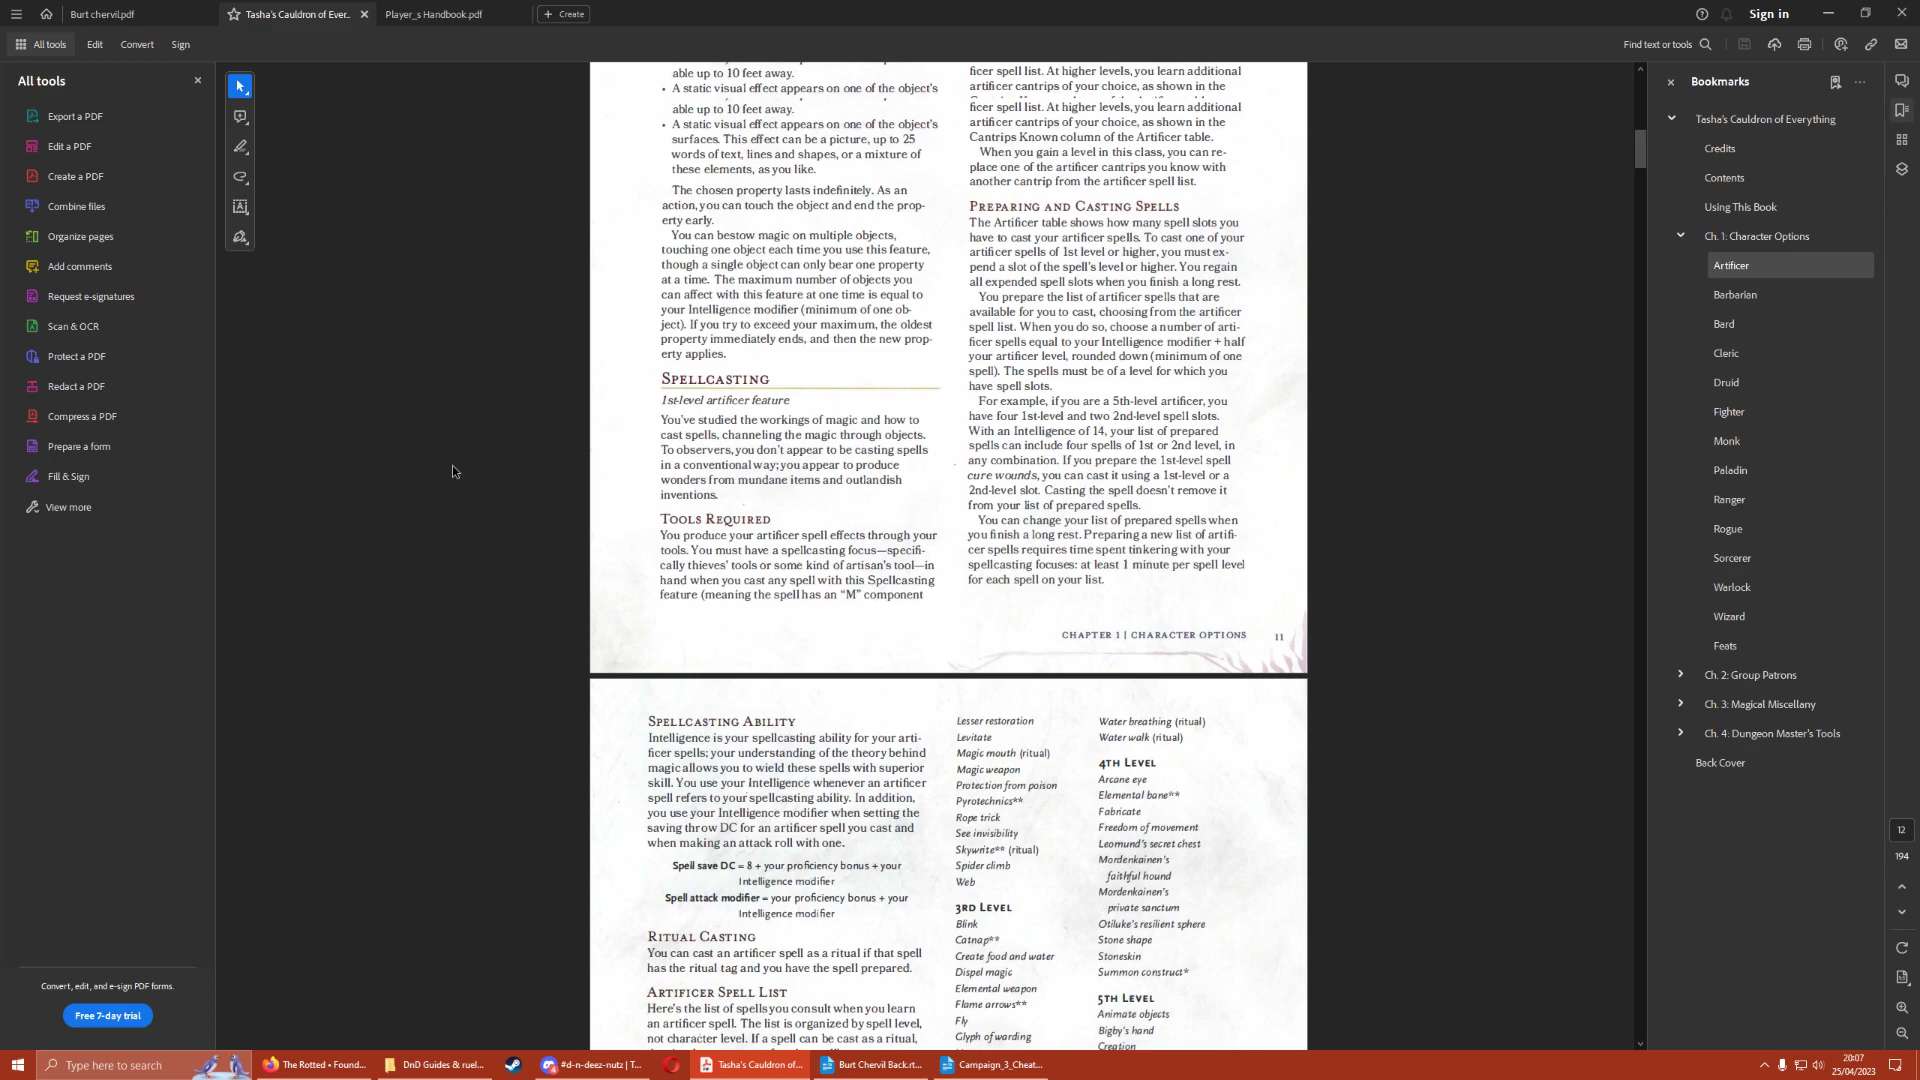 Burt chervil.pdf
Tasha's Cauldron of Ever...
Player_s Handbook.pdf
Create
Sign in
All tools
Edit
Convert
Sign
Find text or tools
All tools
Export a PDF
Edit a PDF
Create a PDF
Combine files
Organize pages
Add comments
Request e-signatures
Scan & OCR
Protect a PDF
Redact a PDF
Compress a PDF
Prepare a form
Fill & Sign
View more
Convert, edit, and e-sign PDF forms.
Free 7-day trial
able up to 10 feet away.
• A static visual effect appears on one of the object's
able up to 10 feet away.
• A static visual effect appears on one of the object's
surfaces. This effect can be a picture, up to 25
words of text, lines and shapes, or a mixture of
these elements, as you like.
The chosen property lasts indefinitely. As an
action, you can touch the object and end the prop-
erty early.
You can bestow magic on multiple objects,
touching one object each time you use this feature,
though a single object can only bear one property
at a time. The maximum number of objects you
can affect with this feature at one time is equal to
your Intelligence modifier (minimum of one ob-
ject). If you try to exceed your maximum, the oldest
property immediately ends, and then the new prop-
erty applies.
SPELLCASTING
1st-level artificer feature
You've studied the workings of magic and how to
cast spells, channeling the magic through objects.
To observers, you don't appear to be casting spells
in a conventional way; you appear to produce
wonders from mundane items and outlandish
inventions.
TOOLS REQUIRED
You produce your artificer spell effects through your
tools. You must have a spellcasting focus—specifi-
cally thieves' tools or some kind of artisan's tool—in
hand when you cast any spell with this Spellcasting
feature (meaning the spell has an "M" component
ficer spell list. At higher levels, you learn additional
artificer cantrips of your choice, as shown in the
ficer spell list. At higher levels, you learn additional
artificer cantrips of your choice, as shown in the
Cantrips Known column of the Artificer table.
When you gain a level in this class, you can re-
place one of the artificer cantrips you know with
another cantrip from the artificer spell list.
PREPARING AND CASTING SPELLS
The Artificer table shows how many spell slots you
have to cast your artificer spells. To cast one of your
artificer spells of 1st level or higher, you must ex-
pend a slot of the spell's level or higher. You regain
all expended spell slots when you finish a long rest.
You prepare the list of artificer spells that are
available for you to cast, choosing from the artificer
spell list. When you do so, choose a number of arti-
ficer spells equal to your Intelligence modifier + half
your artificer level, rounded down (minimum of one
spell). The spells must be of a level for which you
have spell slots.
For example, if you are a 5th-level artificer, you
have four 1st-level and two 2nd-level spell slots.
With an Intelligence of 14, your list of prepared
spells can include four spells of 1st or 2nd level, in
any combination. If you prepare the 1st-level spell
cure wounds, you can cast it using a 1st-level or a
2nd-level slot. Casting the spell doesn't remove it
from your list of prepared spells.
You can change your list of prepared spells when
you finish a long rest. Preparing a new list of artifi-
cer spells requires time spent tinkering with your
spellcasting focuses: at least 1 minute per spell level
for each spell on your list.
CHAPTER 1 | CHARACTER OPTIONS 11
SPELLCASTING ABILITY
Intelligence is your spellcasting ability for your arti-
ficer spells; your understanding of the theory behind
magic allows you to wield these spells with superior
skill. You use your Intelligence whenever an artificer
spell refers to your spellcasting ability. In addition,
you use your Intelligence modifier when setting the
saving throw DC for an artificer spell you cast and
when making an attack roll with one.
Spell save DC = 8 + your proficiency bonus + your
Intelligence modifier
Spell attack modifier = your proficiency bonus + your
Intelligence modifier
RITUAL CASTING
You can cast an artificer spell as a ritual if that spell
has the ritual tag and you have the spell prepared.
ARTIFICER SPELL LIST
Here's the list of spells you consult when you learn
an artificer spell. The list is organized by spell level,
not character level. If a spell can be cast as a ritual,
Lesser restoration
Levitate
Magic mouth (ritual)
Magic weapon
Protection from poison
Pyrotechnics**
Rope trick
See invisibility
Skywrite** (ritual)
Spider climb
Web
3RD LEVEL
Blink
Catnap**
Create food and water
Dispel magic
Elemental weapon
Flame arrows**
Fly
Glyph of warding
Water breathing (ritual)
Water walk (ritual)
4TH LEVEL
Arcane eye
Elemental bane**
Fabricate
Freedom of movement
Leomund's secret chest
Mordenkainen's
faithful hound
Mordenkainen's
private sanctum
Otiluke's resilient sphere
Stone shape
Stoneskin
Summon construct*
5TH LEVEL
Animate objects
Bigby's hand
Creation
Bookmarks
Tasha's Cauldron of Everything
Credits
Contents
Using This Book
Ch. 1: Character Options
Artificer
Barbarian
Bard
Cleric
Druid
Fighter
Monk
Paladin
Ranger
Rogue
Sorcerer
Warlock
Wizard
Feats
Ch. 2: Group Patrons
Ch. 3: Magical Miscellany
Ch. 4: Dungeon Master's Tools
Back Cover
12
194
Type here to search
The Rotted • Found...
DnD Guides & ruel...
#d-n-deez-nutz | T...
Tasha's Cauldron of...
Burt Chervil Back.rt...
Campaign_3_Cheat...
20:07
25/04/2023